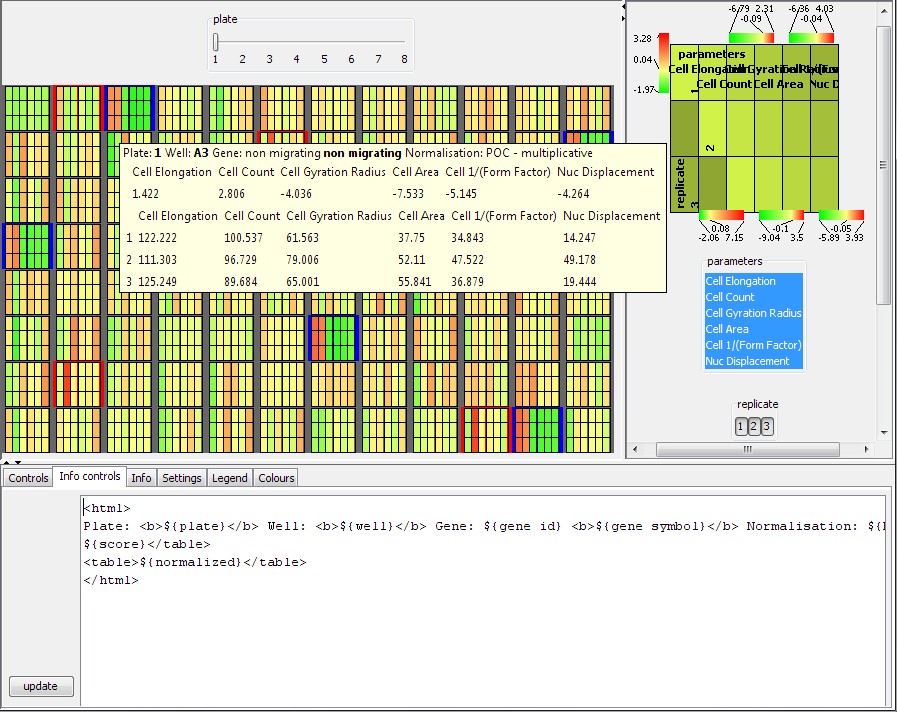 plate
1 2 3 4 5 6 7 8
-6.79 2.31
-0.09
-6.36 4.03
-0.04
3.28
0.04
-1.97
parameters
Cell Elongation
Cell Count
Cell Area
Nuc D
1
2
replicate
3
0.08
-2.06 7.15
-0.1
-9.04 3.5
-0.05
-5.89 3.93
Plate: 1 Well: A3 Gene: non migrating non migrating Normalisation: POC - multiplicative
Cell Elongation Cell Count Cell Gyration Radius Cell Area Cell 1/(Form Factor) Nuc Displacement
1.422 2.806 -4.036 -7.533 -5.145 -4.264
Cell Elongation Cell Count Cell Gyration Radius Cell Area Cell 1/(Form Factor) Nuc Displacement
1 122.222 100.537 61.563 37.75 34.843 14.247
2 111.303 96.729 79.006 52.11 47.522 49.178
3 125.249 89.684 65.001 55.841 36.879 19.444
parameters
Cell Elongation
Cell Count
Cell Gyration Radius
Cell Area
Cell 1/(Form Factor)
Nuc Displacement
replicate
1 2 3
Controls Info controls Info Settings Legend Colours
<html>
Plate: <b>${plate}</b> Well: <b>${well}</b> Gene: ${gene id} <b>${gene symbol}</b> Normalisation: ${
${score}</table>
<table>${normalized}</table>
</html>
update